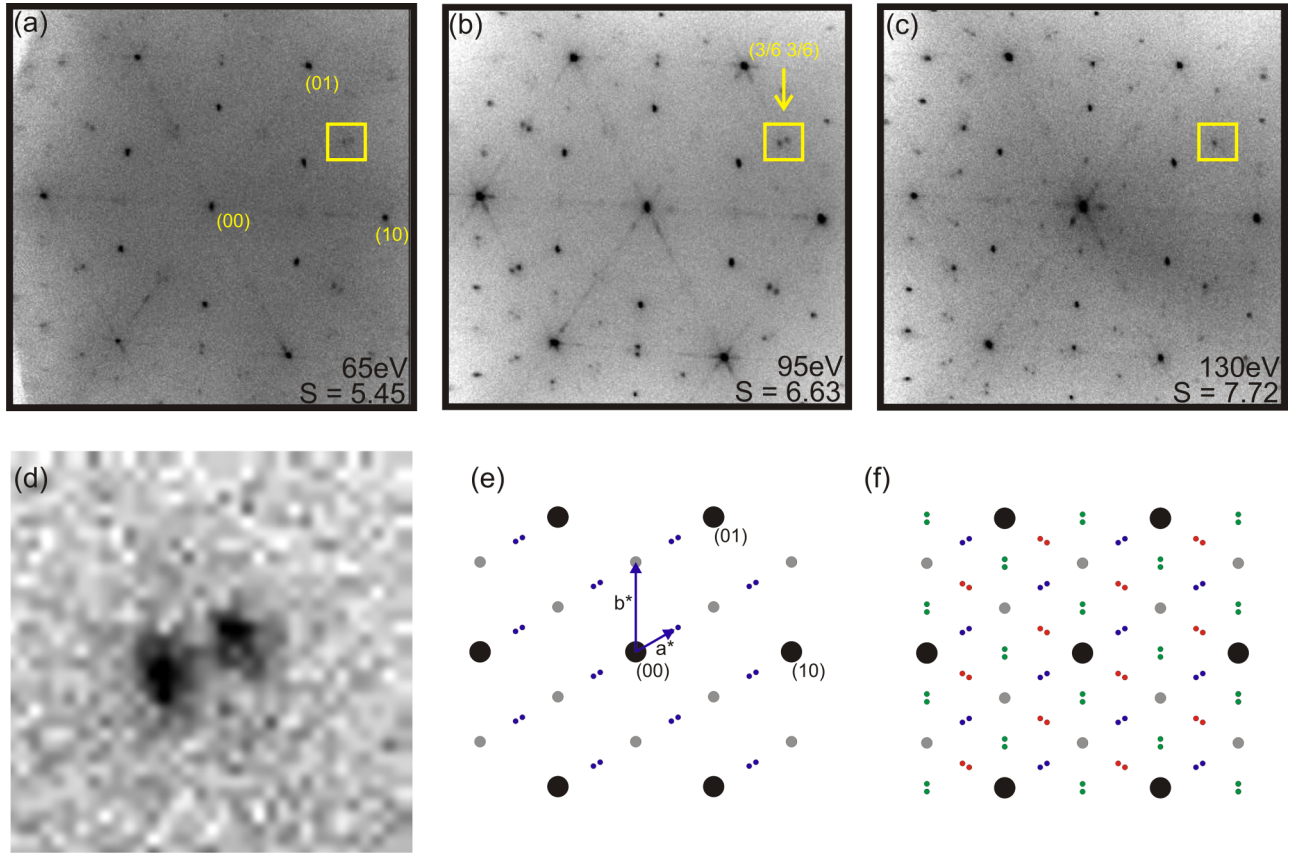 (a)
(01)
(00)
(10)
65eV
S = 5.45
(b)
(3/6 3/6)
95eV
S = 6.63
(c)
130eV
S = 7.72
(d)
(e)
(01)
b*
a*
(00)
(10)
(f)